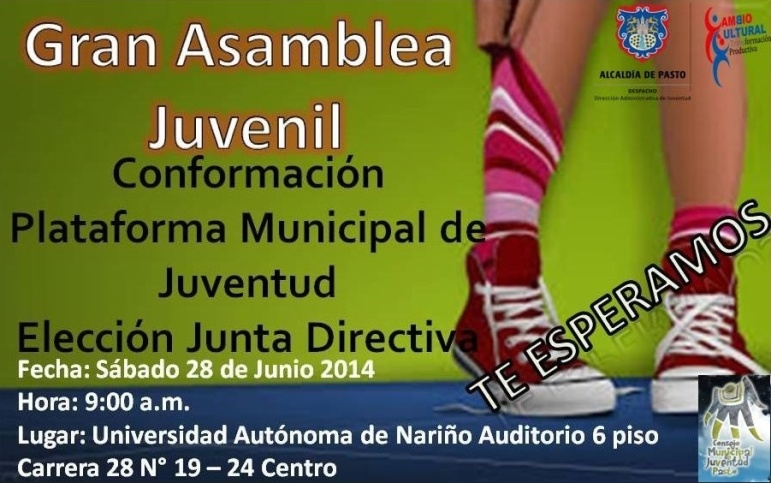 Gran Asamblea
Juvenil
Conformación
Plataforma Municipal de
Juventud
Elección Junta Directiva
Fecha: Sábado 28 de Junio 2014
Hora: 9:00 a.m.
Lugar: Universidad Autónoma de Nariño Auditorio 6 piso
Carrera 28 N° 19 – 24 Centro
TE ESPERAMOS
ALCALDÍA DE PASTO
DESPACHO
Dirección Administrativa de Juventud
CAMBIO
CULTURAL
Transformación
Productiva
Concejo
Municipal
de
Juventud
Pasto